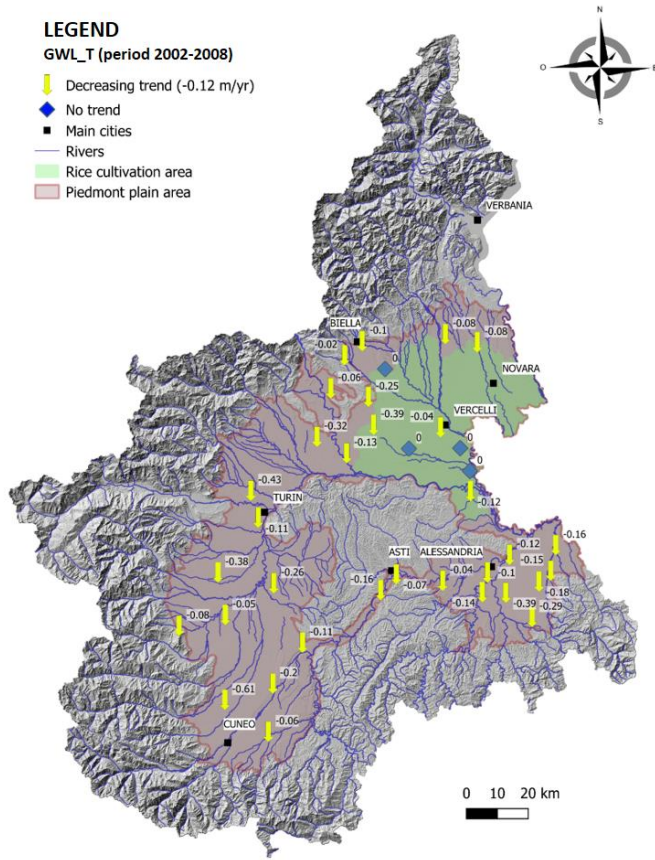 LEGEND
GWL_T (period 2002-2008)
Decreasing trend (-0.12 m/yr)
No trend
Main cities
Rivers
Rice cultivation area
Piedmont plain area
N
O
E
S
VERBANIA
BIELLA
-0.1
-0.08
-0.08
-0.02
0
NOVARA
-0.06
-0.25
-0.39
-0.04
VERCELLI
-0.32
-0.13
0
0
0
-0.43
TURIN
-0.12
-0.11
-0.16
ASTI
ALESSANDRIA
-0.12
-0.38
-0.26
-0.16
-0.07
-0.04
-0.15
0.1
-0.18
-0.08
-0.05
-0.14
-0.39
-0.29
-0.11
-0.2
-0.61
CUNEO
-0.06
0
10
20 km